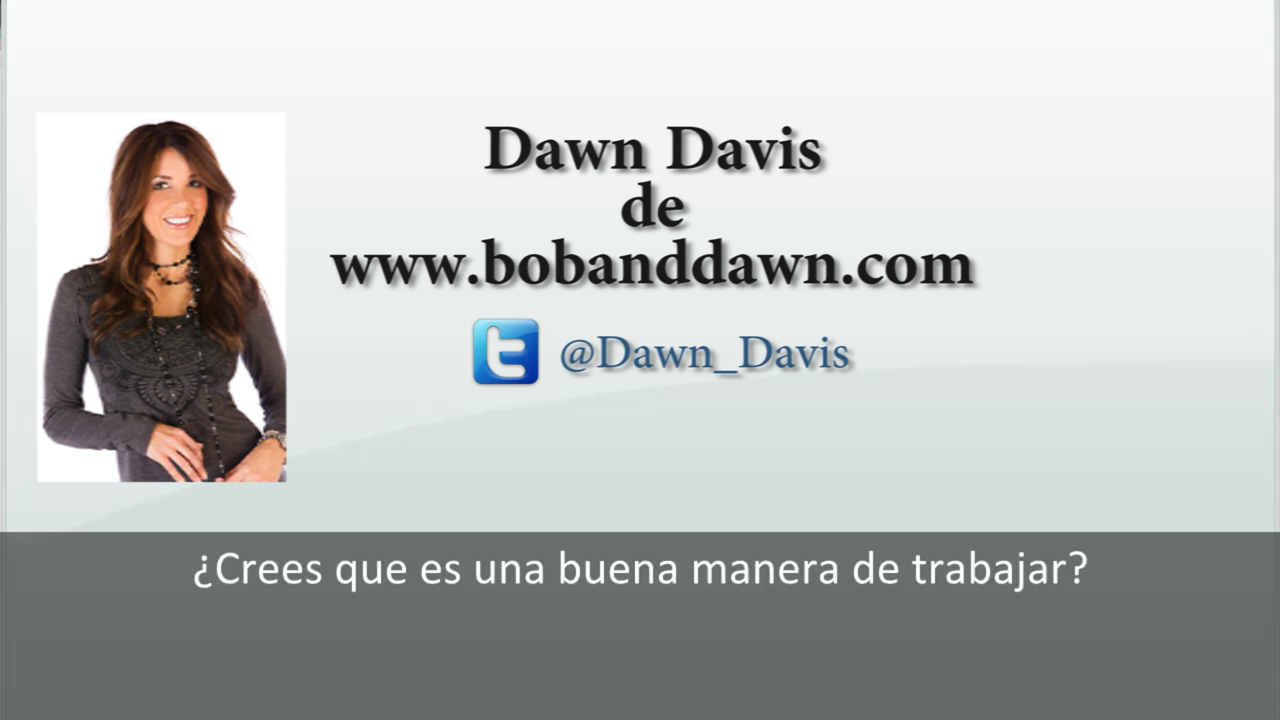 Dawn Davis
de
www.bobanddawn.com
@Dawn_Davis
¿Crees que es una buena manera de trabajar?